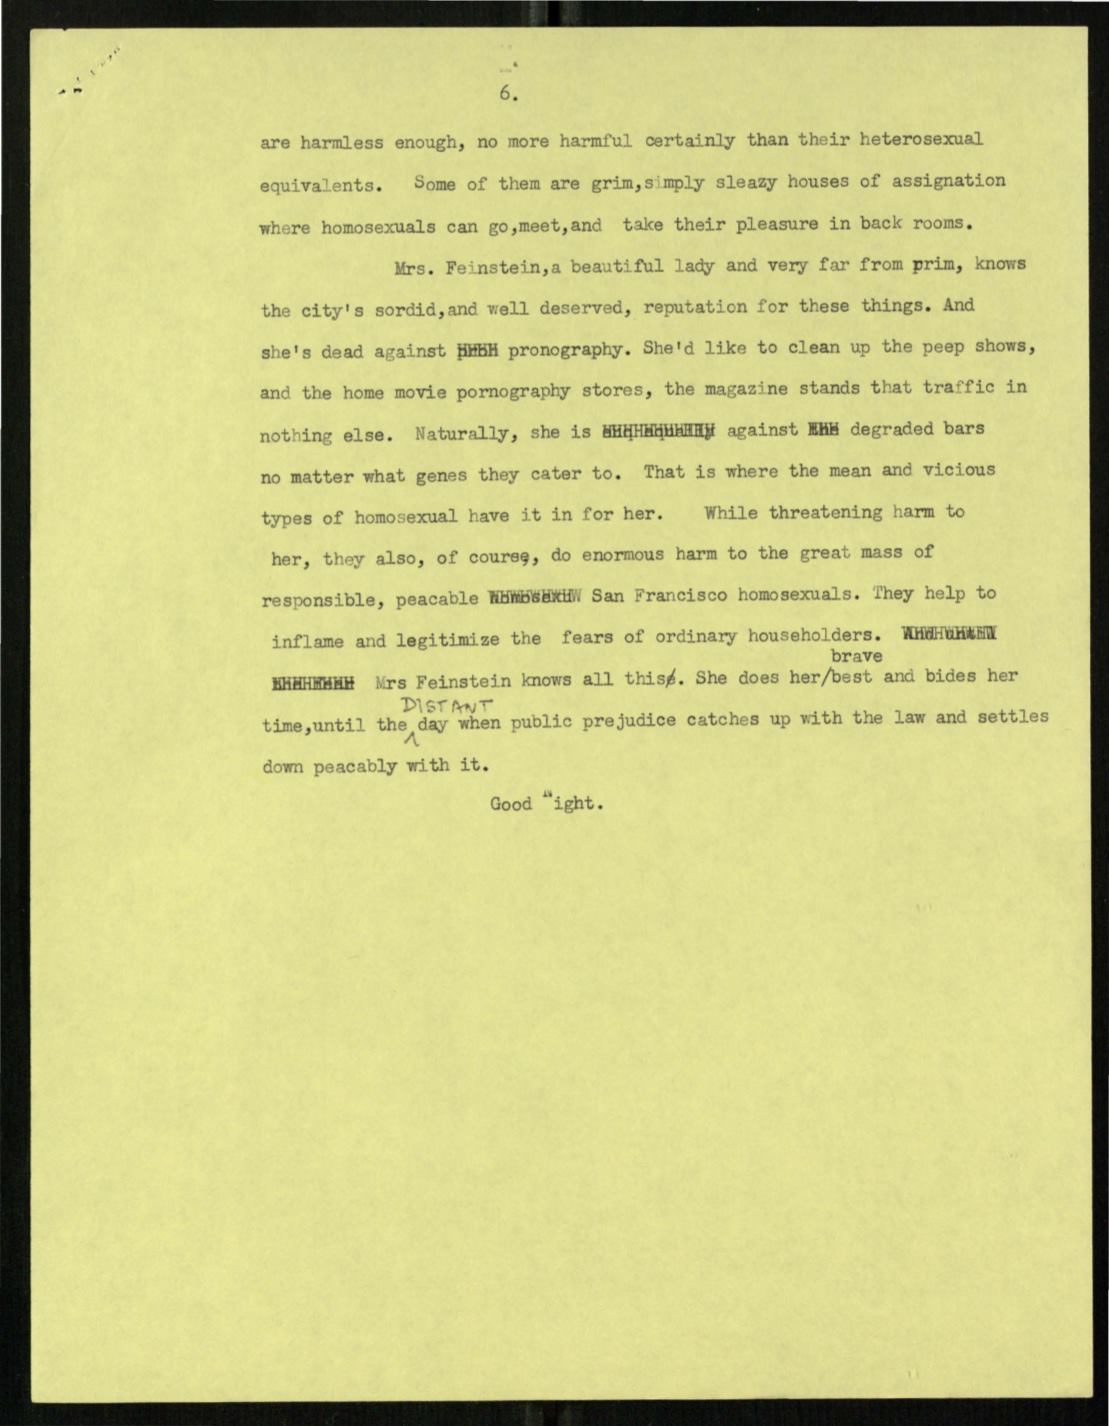 6.
are harmless enough, no more harmful certainly than their heterosexual
equivalents. Some of them are grim,simply sleazy houses of assignation
where homosexuals can go,meet,and take their pleasure in back rooms.
Mrs. Feinstein,a beautiful lady and very far from prim, knows
the city's sordid,and well deserved, reputation for these things. And
she's dead against pronography. She'd like to clean up the peep shows,
and the home movie pornography stores, the magazine stands that traffic in
nothing else. Naturally, she is against degraded bars
no matter what genes they cater to. That is where the mean and vicious
types of homosexual have it in for her. While threatening harm to
her, they also, of course, do enormous harm to the great mass of
responsible, peacable San Francisco homosexuals. They help to
inflame and legitimize the fears of ordinary householders.
brave
Mrs Feinstein knows all this. She does her/best and bides her
DISTANT
time,until the day when public prejudice catches up with the law and settles
down peacably with it.
Good Night.